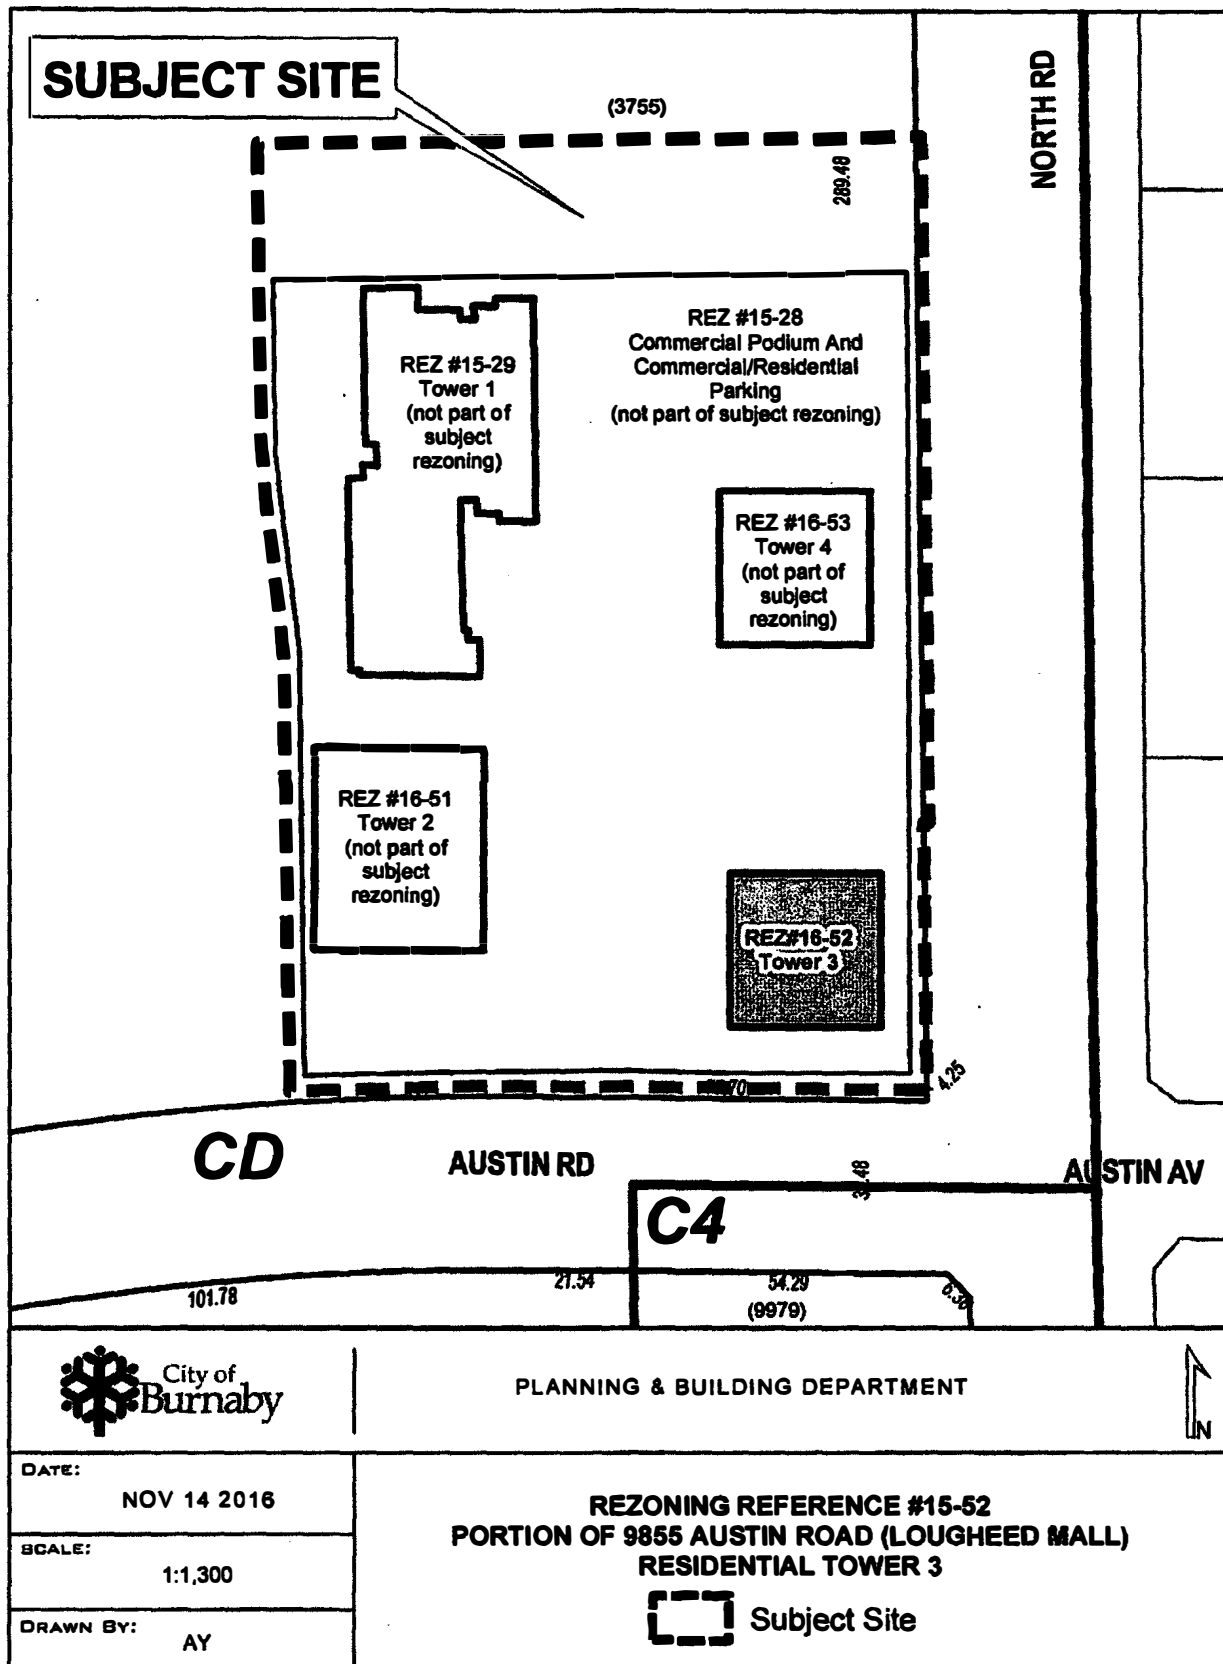 SUBJECT SITE
(3755)
289.48
NORTH RD
REZ #15-29
Tower 1
(not part of
subject
rezoning)
REZ #15-28
Commercial Podium And
Commercial/Residential
Parking
(not part of subject rezoning)
REZ #16-53
Tower 4
(not part of
subject
rezoning)
REZ #16-51
Tower 2
(not part of
subject
rezoning)
REZ#16-52
Tower 3
4.25
CD
AUSTIN RD
AUSTIN AV
C4
101.78
21.54
54.29
6.36
(9979)
City of
Burnaby
PLANNING & BUILDING DEPARTMENT
N
DATE:
NOV 14 2016
SCALE:
1:1,300
DRAWN BY:
AY
REZONING REFERENCE #15-52
PORTION OF 9855 AUSTIN ROAD (LOUGHEED MALL)
RESIDENTIAL TOWER 3
Subject Site